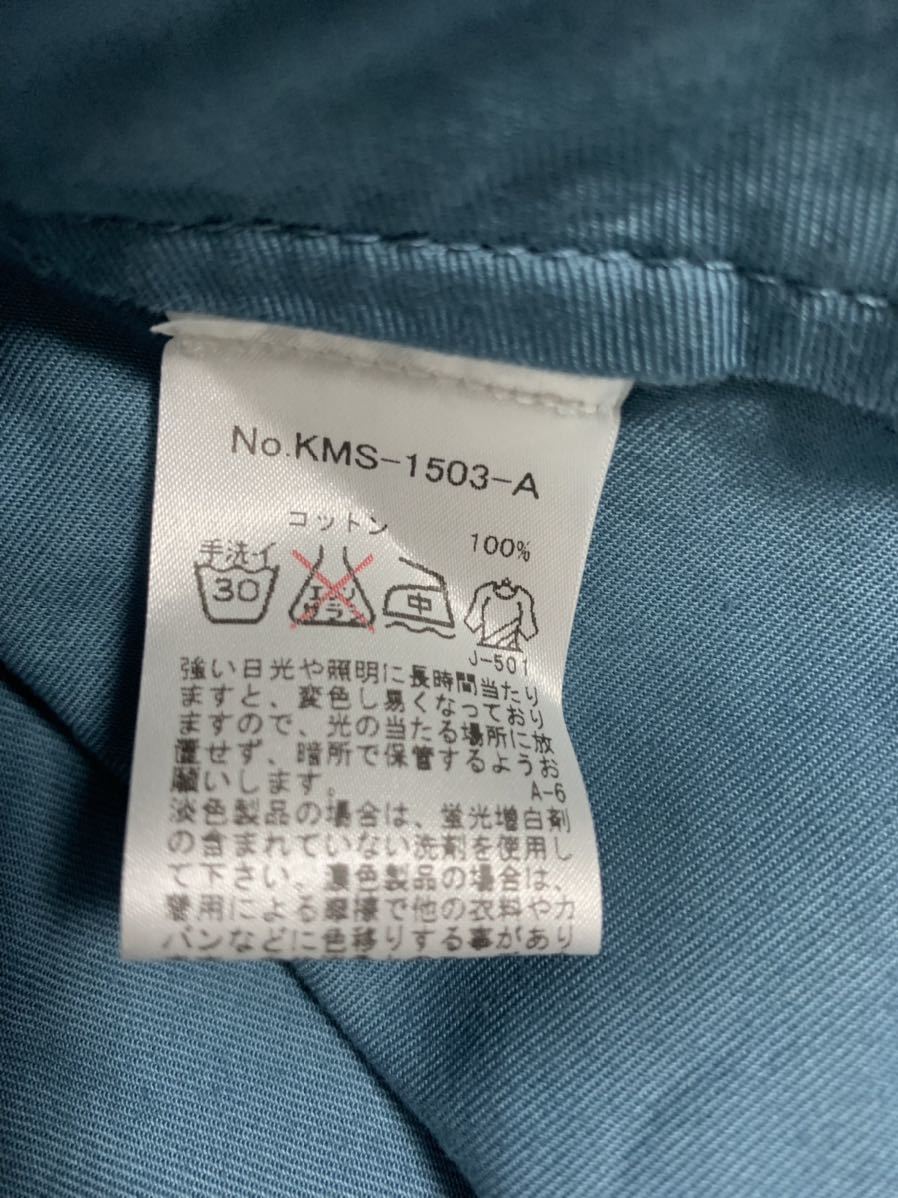 No.KMS-1503-A
コットン 100%
手洗イ
30
エンソ
サラシ
中
J-501
強い日光や照明に長時間当たり
ますと、変色し易くなっており
ますので、光の当たる場所に放
置せず、暗所で保管するようお
願いします。
A-6
淡色製品の場合は、蛍光増白剤
の含まれていない洗剤を使用し
て下さい。濃色製品の場合は、
着用による摩擦で他の衣料やカ
バンなどに色移りする事があり